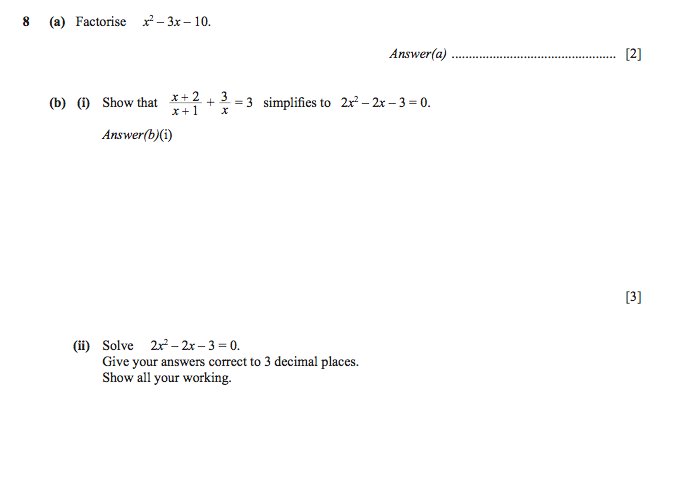 8 (a) Factorise x² – 3x – 10.
Answer(a) ................................................ [2]
(b) (i) Show that (x + 2)/(x + 1) + 3/x = 3 simplifies to 2x² – 2x – 3 = 0.
Answer(b)(i)
[3]
(ii) Solve 2x² – 2x – 3 = 0.
Give your answers correct to 3 decimal places.
Show all your working.